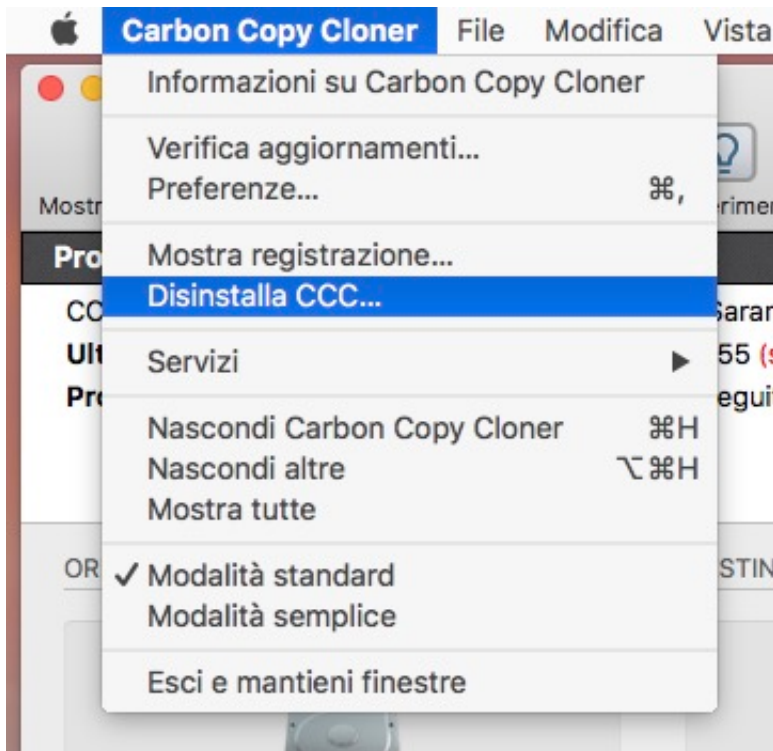 Carbon Copy Cloner File Modifica Vista
Informazioni su Carbon Copy Cloner
Verifica aggiornamenti...
Preferenze... ⌘,
Mostra registrazione...
Disinstalla CCC...
Servizi ▶
Nascondi Carbon Copy Cloner ⌘H
Nascondi altre ⌥⌘H
Mostra tutte
✓ Modalità standard
Modalità semplice
Esci e mantieni finestre